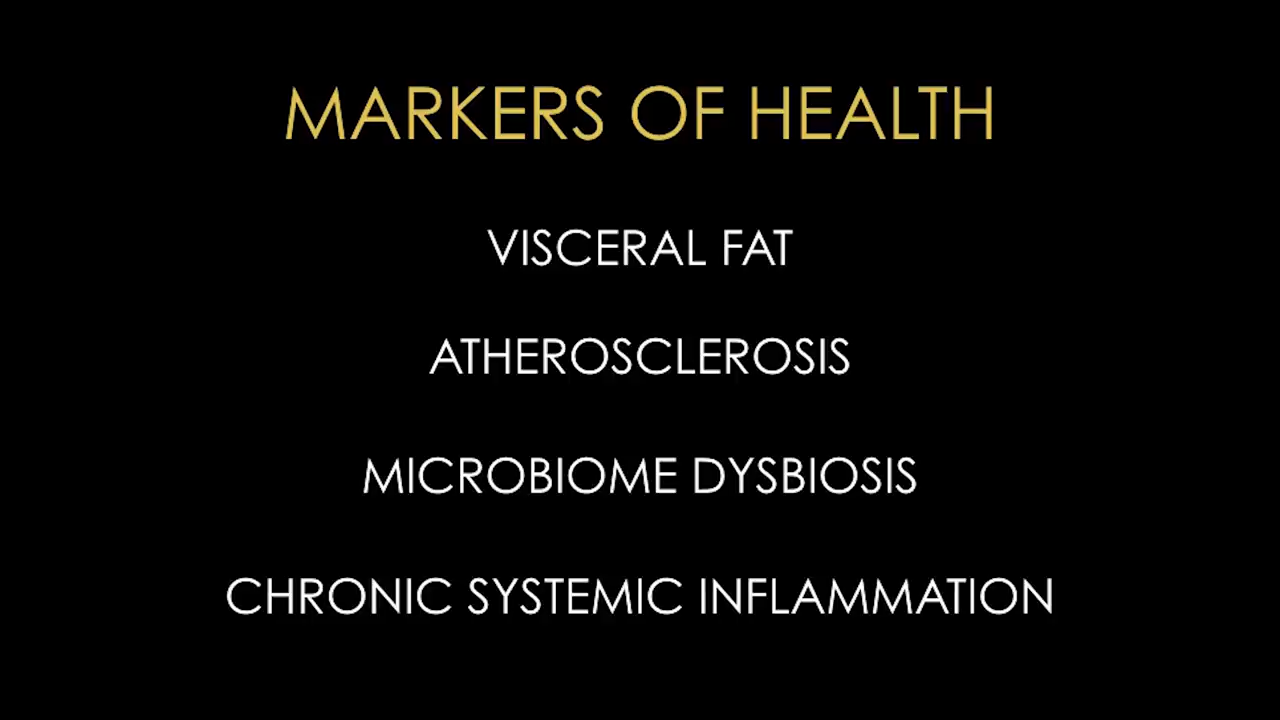 MARKERS OF HEALTH
VISCERAL FAT
ATHEROSCLEROSIS
MICROBIOME DYSBIOSIS
CHRONIC SYSTEMIC INFLAMMATION